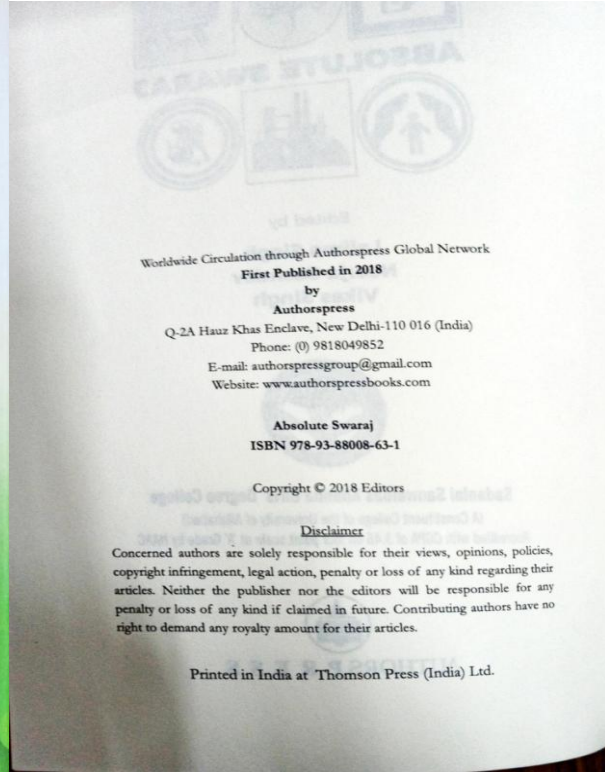 Worldwide Circulation through Authorspress Global Network
First Published in 2018
by
Authorspress
Q-2A Hauz Khas Enclave, New Delhi-110 016 (India)
Phone: (0) 9818049852
E-mail: authorspressgroup@gmail.com
Website: www.authorspressbooks.com
Absolute Swaraj
ISBN 978-93-88008-63-1
Copyright © 2018 Editors
Disclaimer
Concerned authors are solely responsible for their views, opinions, policies,
copyright infringement, legal action, penalty or loss of any kind regarding their
articles. Neither the publisher nor the editors will be responsible for any
penalty or loss of any kind if claimed in future. Contributing authors have no
right to demand any royalty amount for their articles.
Printed in India at Thomson Press (India) Ltd.